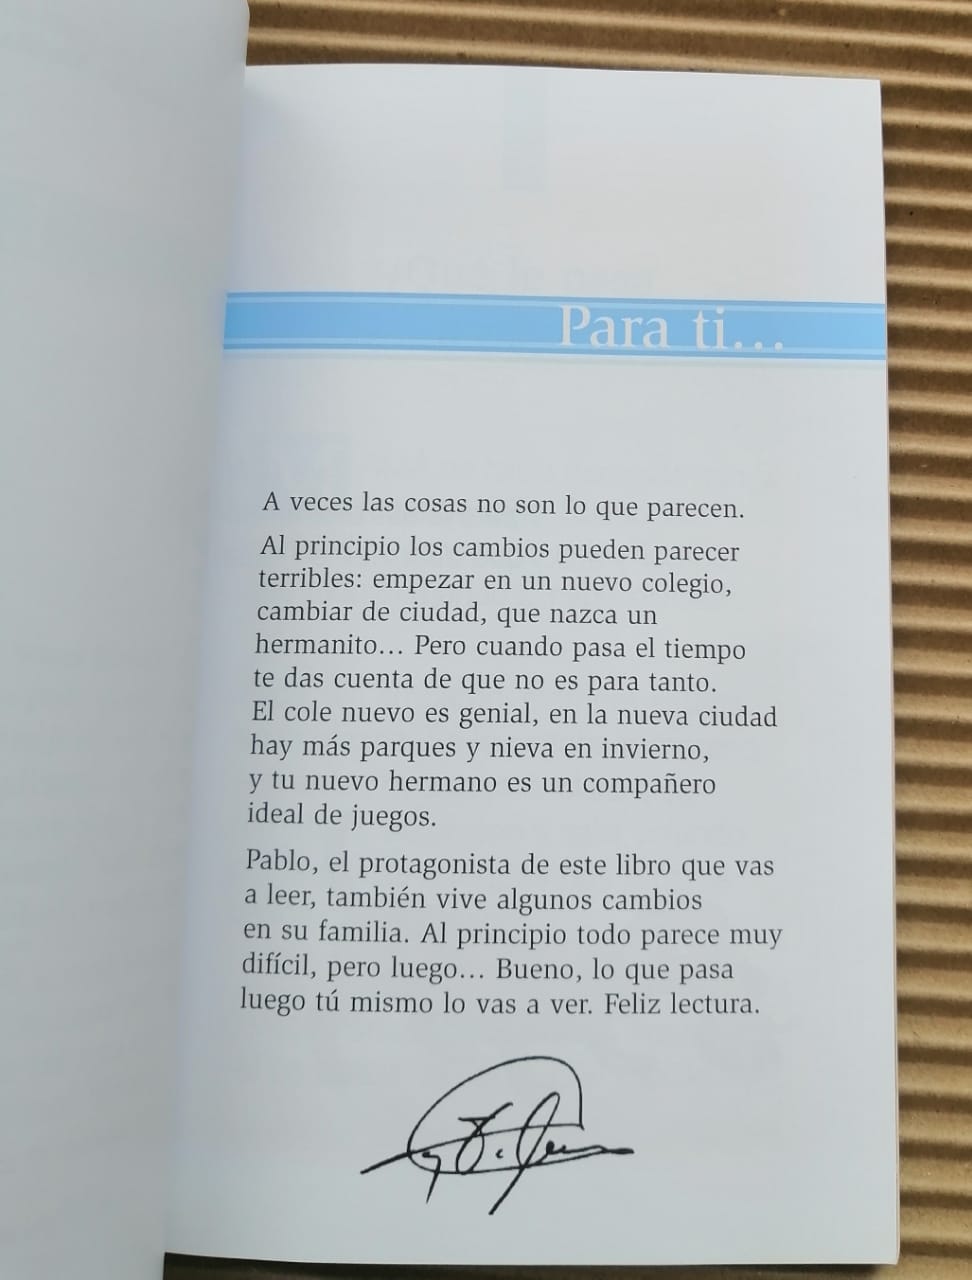 Para ti...
A veces las cosas no son lo que parecen.
Al principio los cambios pueden parecer
terribles: empezar en un nuevo colegio,
cambiar de ciudad, que nazca un
hermanito... Pero cuando pasa el tiempo
te das cuenta de que no es para tanto.
El cole nuevo es genial, en la nueva ciudad
hay más parques y nieva en invierno,
y tu nuevo hermano es un compañero
ideal de juegos.
Pablo, el protagonista de este libro que vas
a leer, también vive algunos cambios
en su familia. Al principio todo parece muy
difícil, pero luego... Bueno, lo que pasa
luego tú mismo lo vas a ver. Feliz lectura.